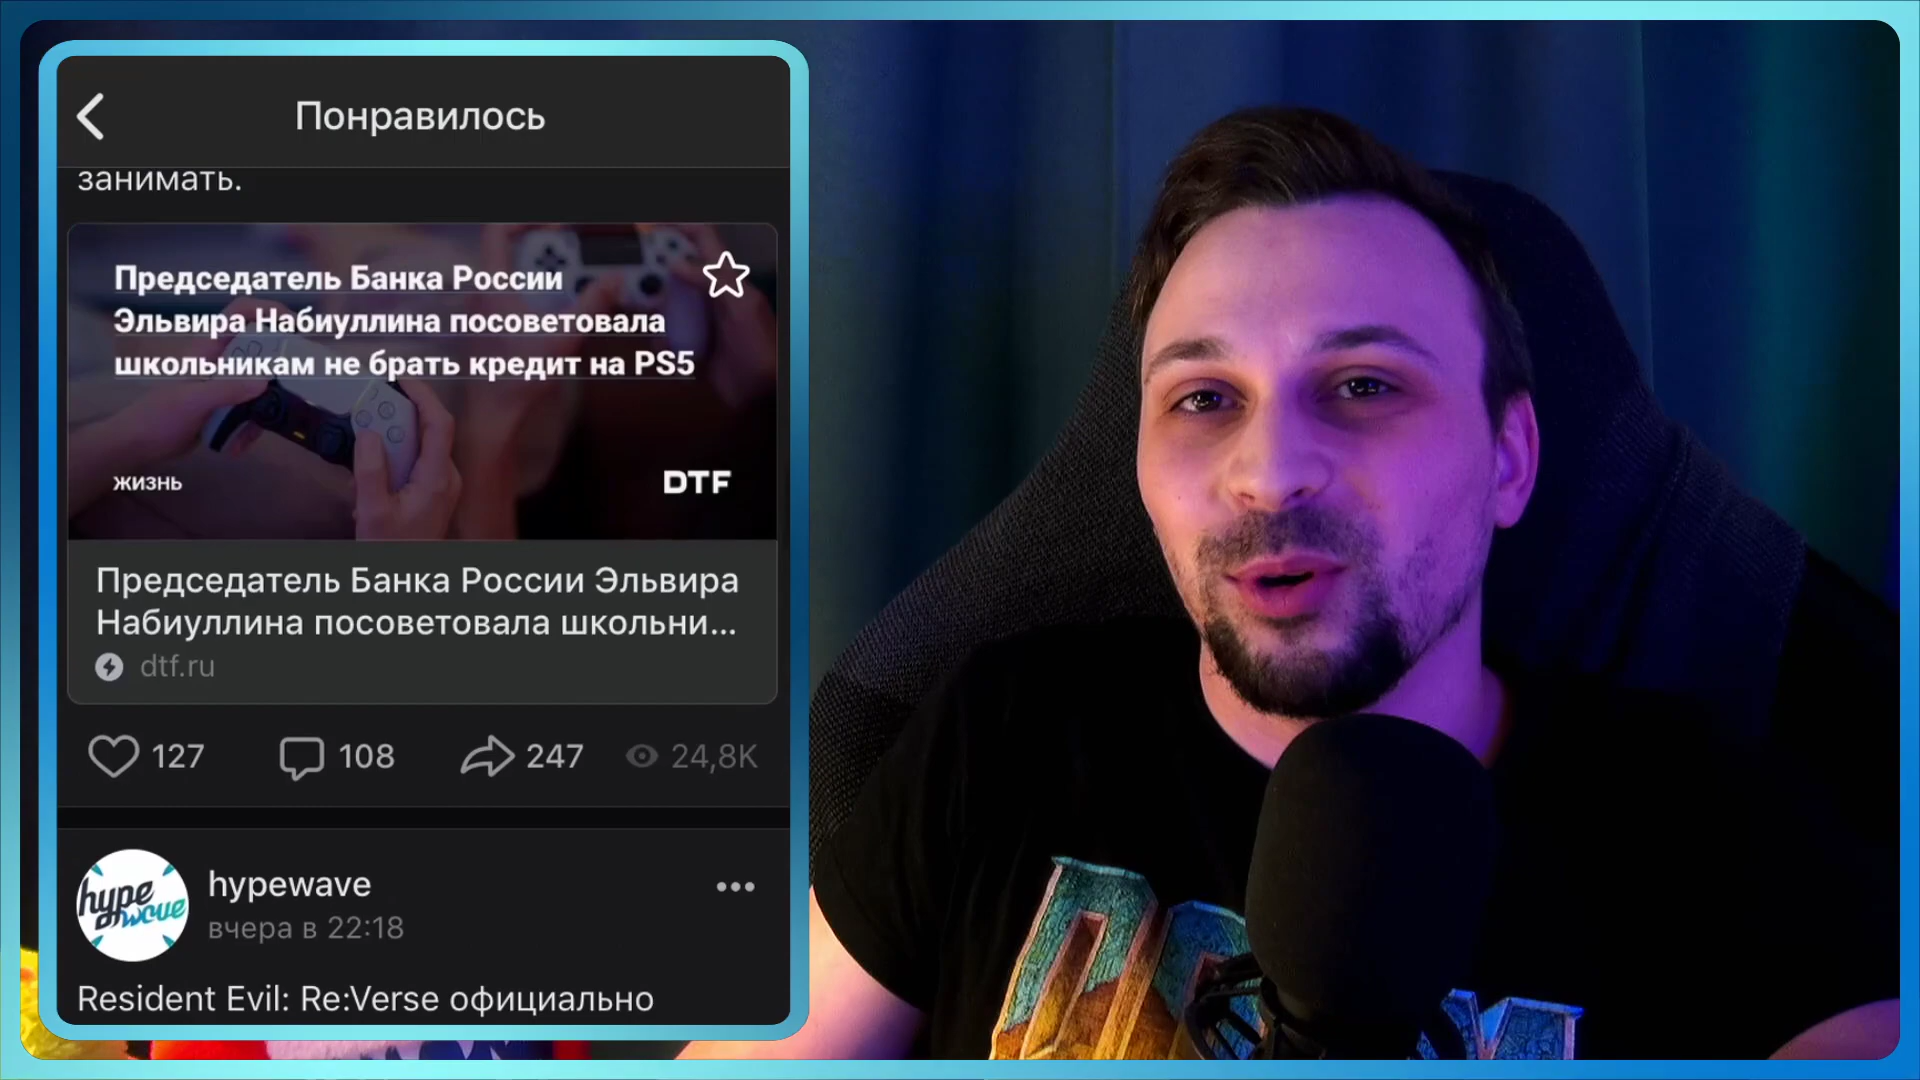 Понравилось
занимать.
Председатель Банка России
Эльвира Набиуллина посоветовала
школьникам не брать кредит на PS5
жизнь
DTF
Председатель Банка России Эльвира
Набиуллина посоветовала школьни...
dtf.ru
127 108 247 24,8K
hype wave
hypewave
вчера в 22:18
Resident Evil: Re:Verse официально